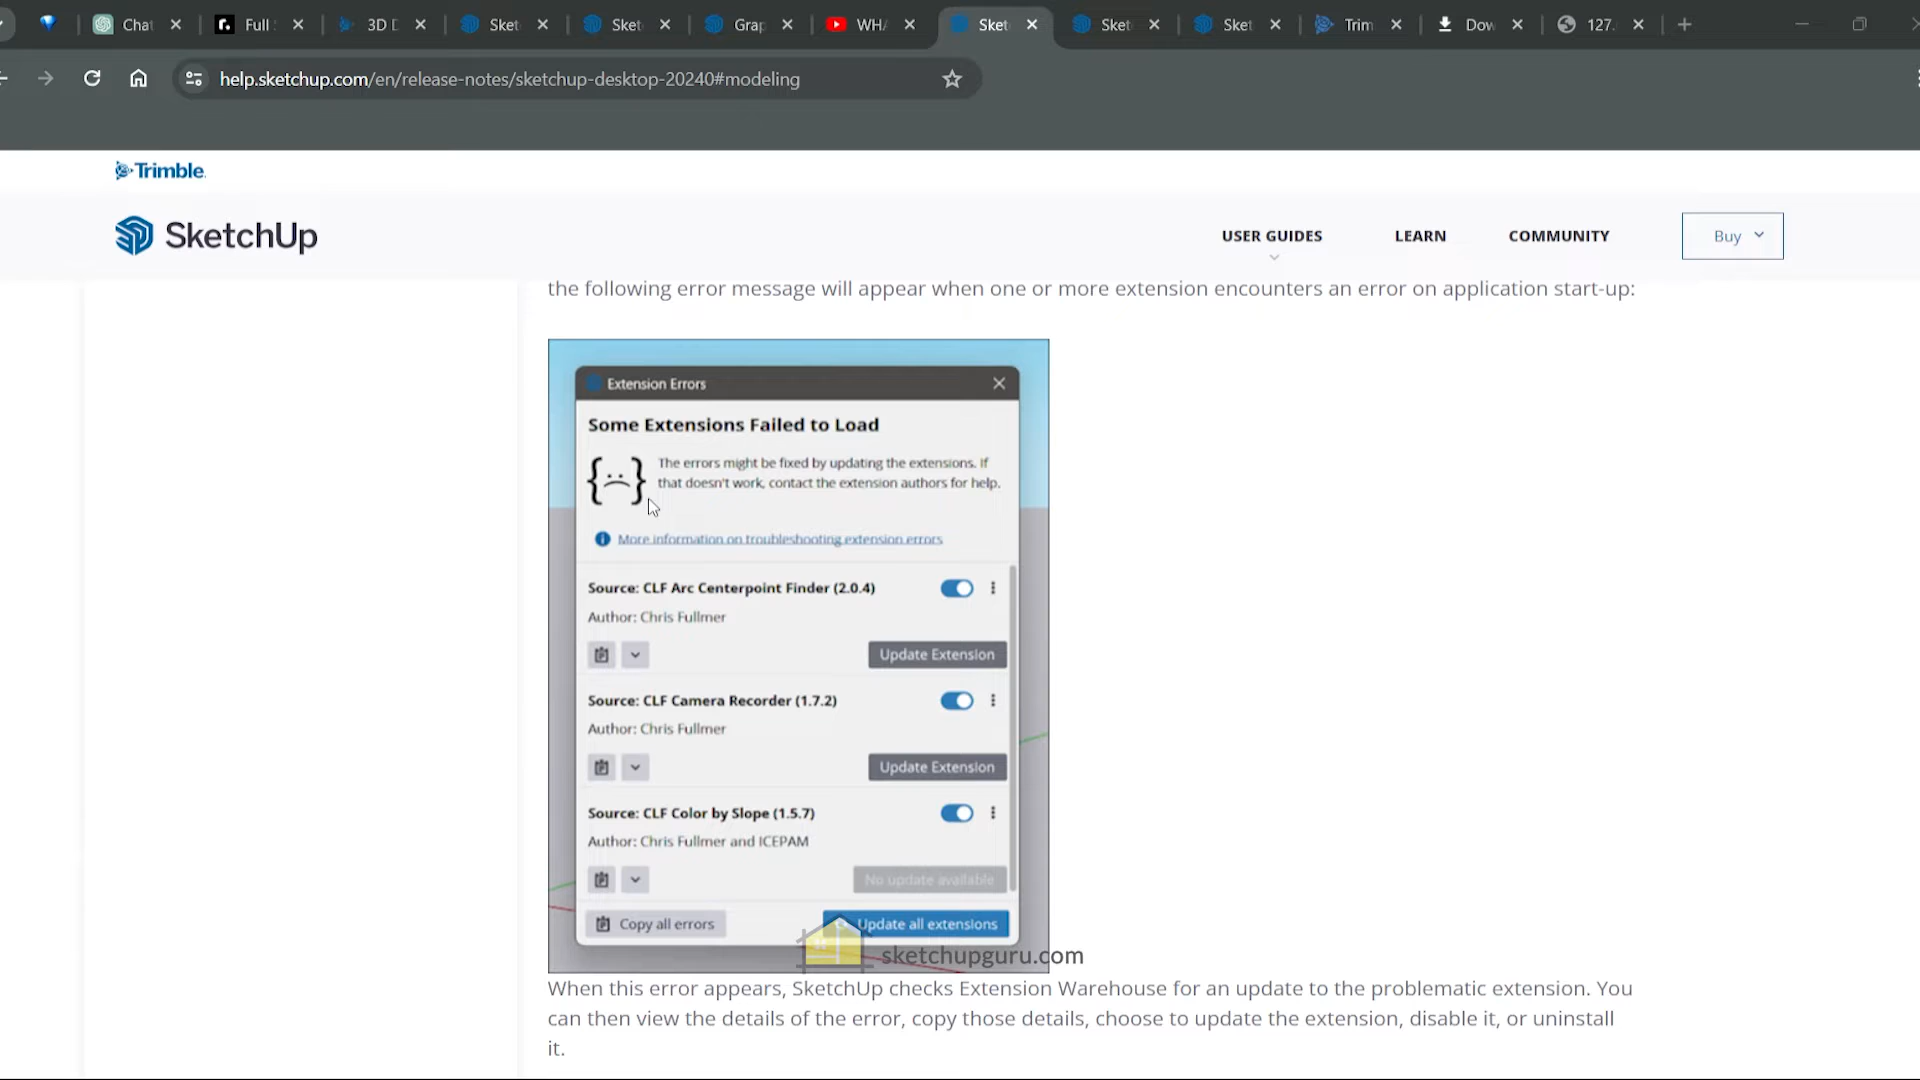 Chat
Full
3D D
Sket
Sket
Grap
WHA
Sket
Sket
Sket
Trim
Dow
127.
help.sketchup.com/en/release-notes/sketchup-desktop-20240#modeling
Trimble
SketchUp
USER GUIDES
LEARN
COMMUNITY
Buy
the following error message will appear when one or more extension encounters an error on application start-up:
Extension Errors
Some Extensions Failed to Load
The errors might be fixed by updating the extensions. If
that doesn't work, contact the extension authors for help.
More information on troubleshooting extension errors
Source: CLF Arc Centerpoint Finder (2.0.4)
Author: Chris Fullmer
Update Extension
Source: CLF Camera Recorder (1.7.2)
Author: Chris Fullmer
Update Extension
Source: CLF Color by Slope (1.5.7)
Author: Chris Fullmer and ICEPAM
No update available
Copy all errors
Update all extensions
sketchupguru.com
When this error appears, SketchUp checks Extension Warehouse for an update to the problematic extension. You
can then view the details of the error, copy those details, choose to update the extension, disable it, or uninstall
it.